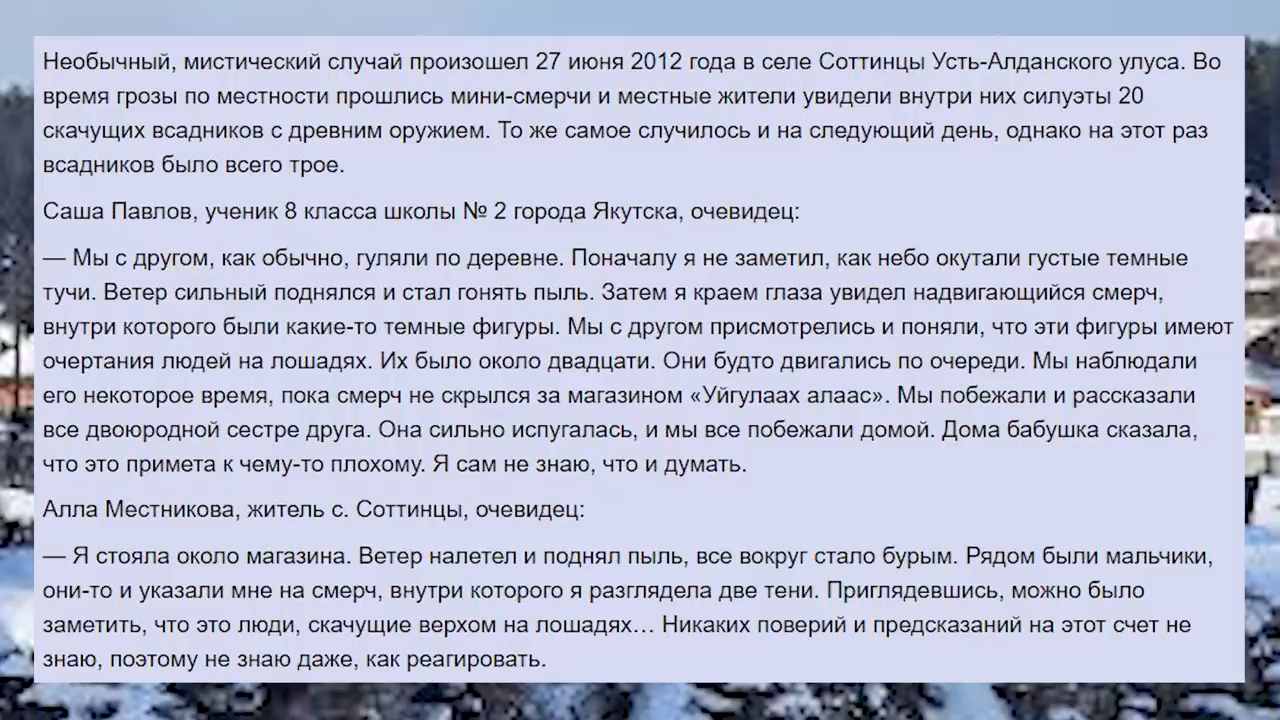 Необычный, мистический случай произошел 27 июня 2012 года в селе Соттинцы Усть-Алданского улуса. Во
время грозы по местности прошлись мини-смерчи и местные жители увидели внутри них силуэты 20
скачущих всадников с древним оружием. То же самое случилось и на следующий день, однако на этот раз
всадников было всего трое.
Саша Павлов, ученик 8 класса школы № 2 города Якутска, очевидец:
— Мы с другом, как обычно, гуляли по деревне. Поначалу я не заметил, как небо окутали густые темные
тучи. Ветер сильный поднялся и стал гонять пыль. Затем я краем глаза увидел надвигающийся смерч,
внутри которого были какие-то темные фигуры. Мы с другом присмотрелись и поняли, что эти фигуры имеют
очертания людей на лошадях. Их было около двадцати. Они будто двигались по очереди. Мы наблюдали
его некоторое время, пока смерч не скрылся за магазином «Уйгулаах алаас». Мы побежали и рассказали
все двоюродной сестре друга. Она сильно испугалась, и мы все побежали домой. Дома бабушка сказала,
что это примета к чему-то плохому. Я сам не знаю, что и думать.
Алла Местникова, житель с. Соттинцы, очевидец:
— Я стояла около магазина. Ветер налетел и поднял пыль, все вокруг стало бурым. Рядом были мальчики,
они-то и указали мне на смерч, внутри которого я разглядела две тени. Приглядевшись, можно было
заметить, что это люди, скачущие верхом на лошадях… Никаких поверий и предсказаний на этот счет не
знаю, поэтому не знаю даже, как реагировать.